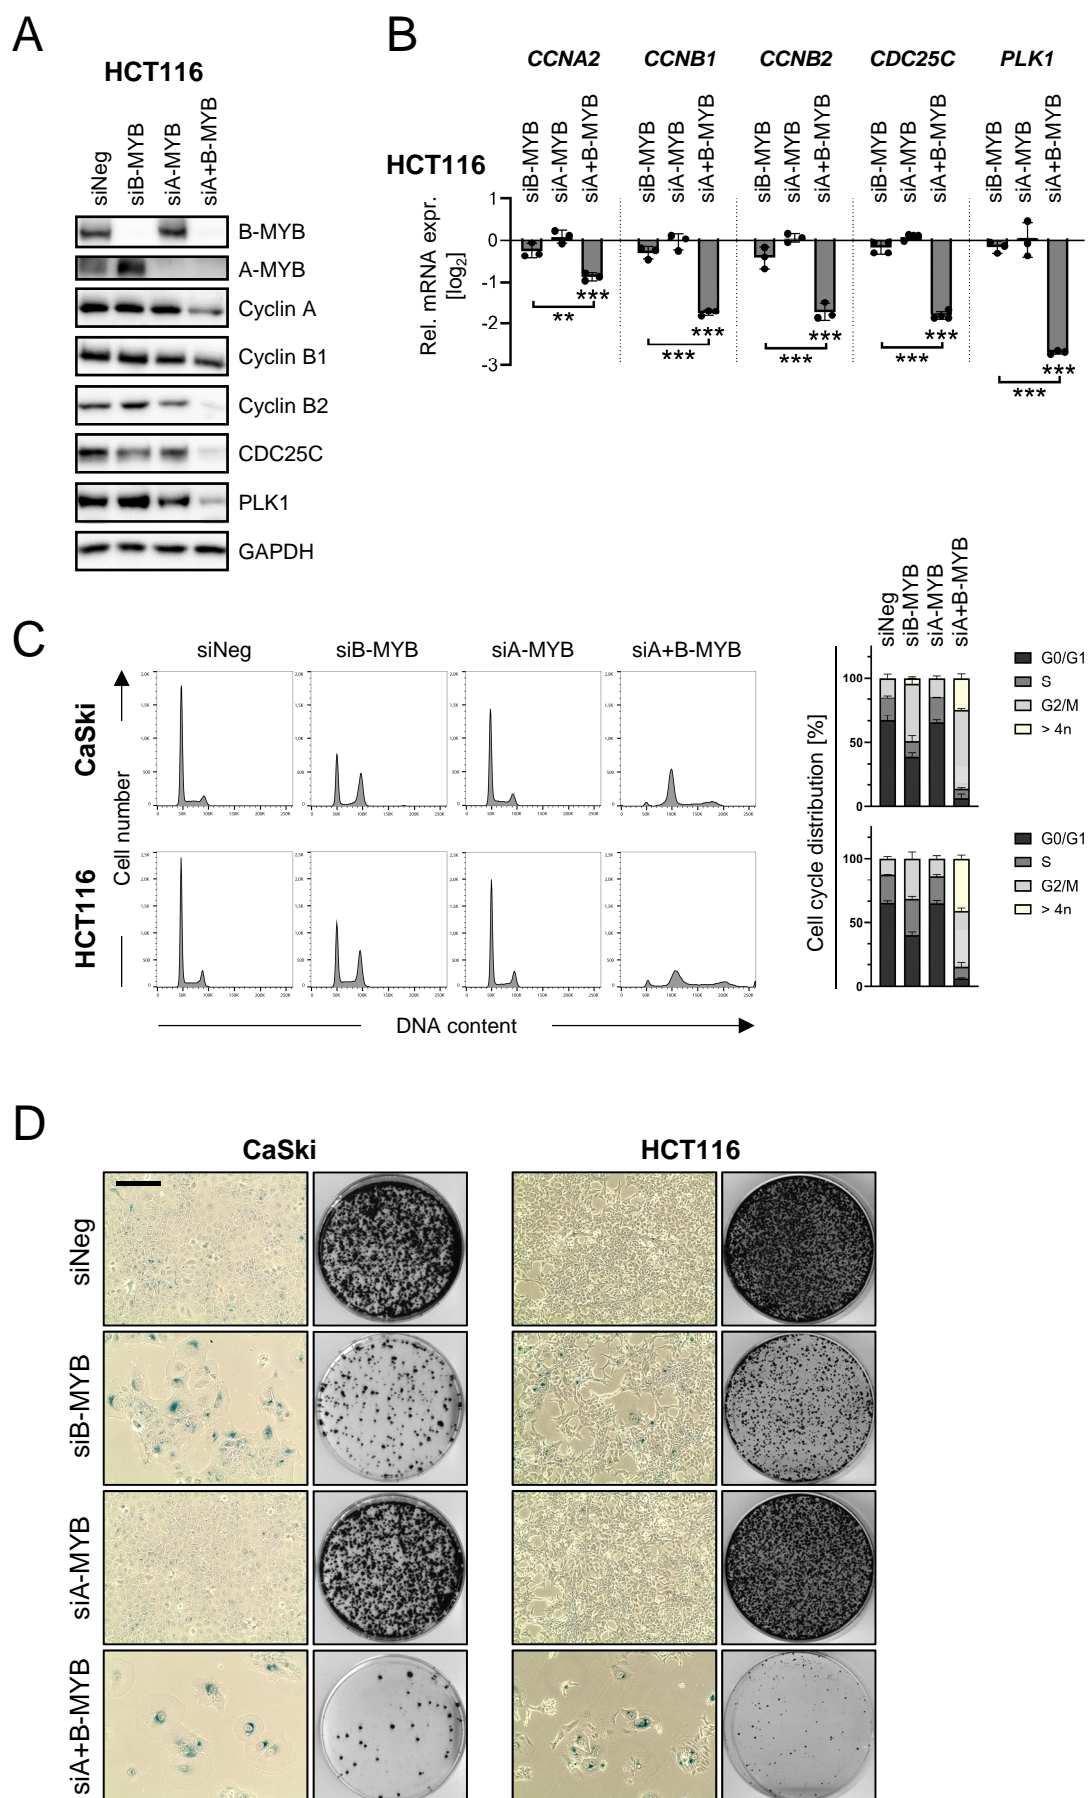 A
HCT116
siNeg
siB-MYB
siA-MYB
siA+B-MYB
B-MYB
A-MYB
Cyclin A
Cyclin B1
Cyclin B2
CDC25C
PLK1
GAPDH
B
CCNA2 CCNB1 CCNB2 CDC25C PLK1
siB-MYB siA-MYB siA+B-MYB siB-MYB siA-MYB siA+B-MYB siB-MYB siA-MYB siA+B-MYB siB-MYB siA-MYB siA+B-MYB siB-MYB siA-MYB siA+B-MYB
HCT116
Rel. mRNA expr.
[log2]
1
0
-1
-2
-3
*** *** *** *** ***
** *** *** *** ***
C
siNeg siB-MYB siA-MYB siA+B-MYB
CaSki
HCT116
Cell number
DNA content
siNeg
siB-MYB
siA-MYB
siA+B-MYB
Cell cycle distribution [%]
100
50
0
G0/G1
S
G2/M
> 4n
100
50
0
G0/G1
S
G2/M
> 4n
D
CaSki HCT116
siNeg
siB-MYB
siA-MYB
siA+B-MYB